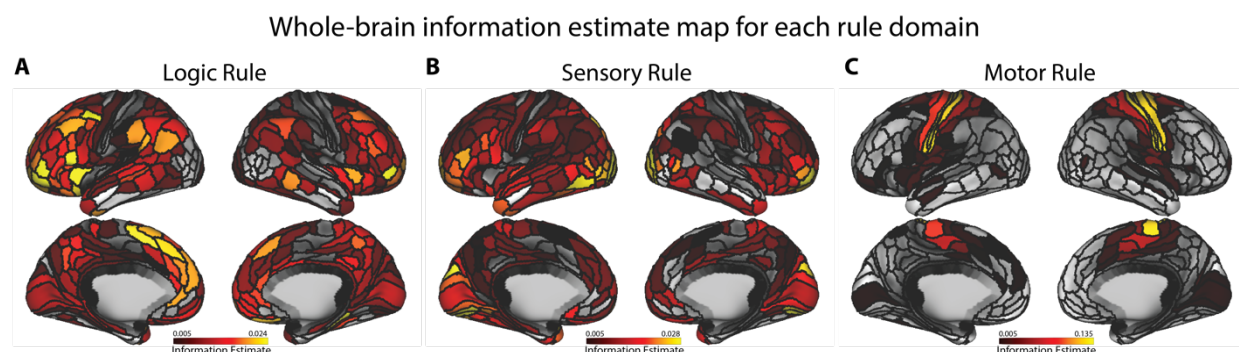 Whole-brain information estimate map for each rule domain
A Logic Rule
B Sensory Rule
C Motor Rule
0.005 0.024
Information Estimate
0.005 0.028
Information Estimate
0.005 0.135
Information Estimate